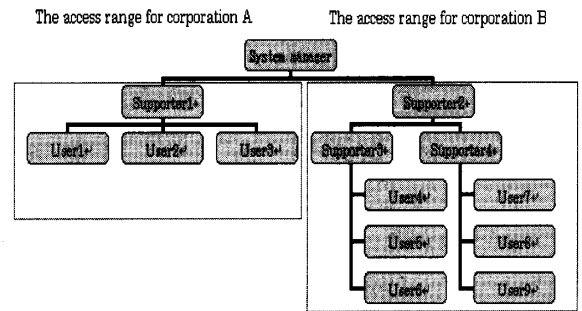 The access range for corporation A
The access range for corporation B
System manager
Supporter1↵
Supporter2↵
User1↵
User2↵
User3↵
Supporter3↵
Supporter4↵
User4↵
User7↵
User5↵
User8↵
User6↵
User9↵